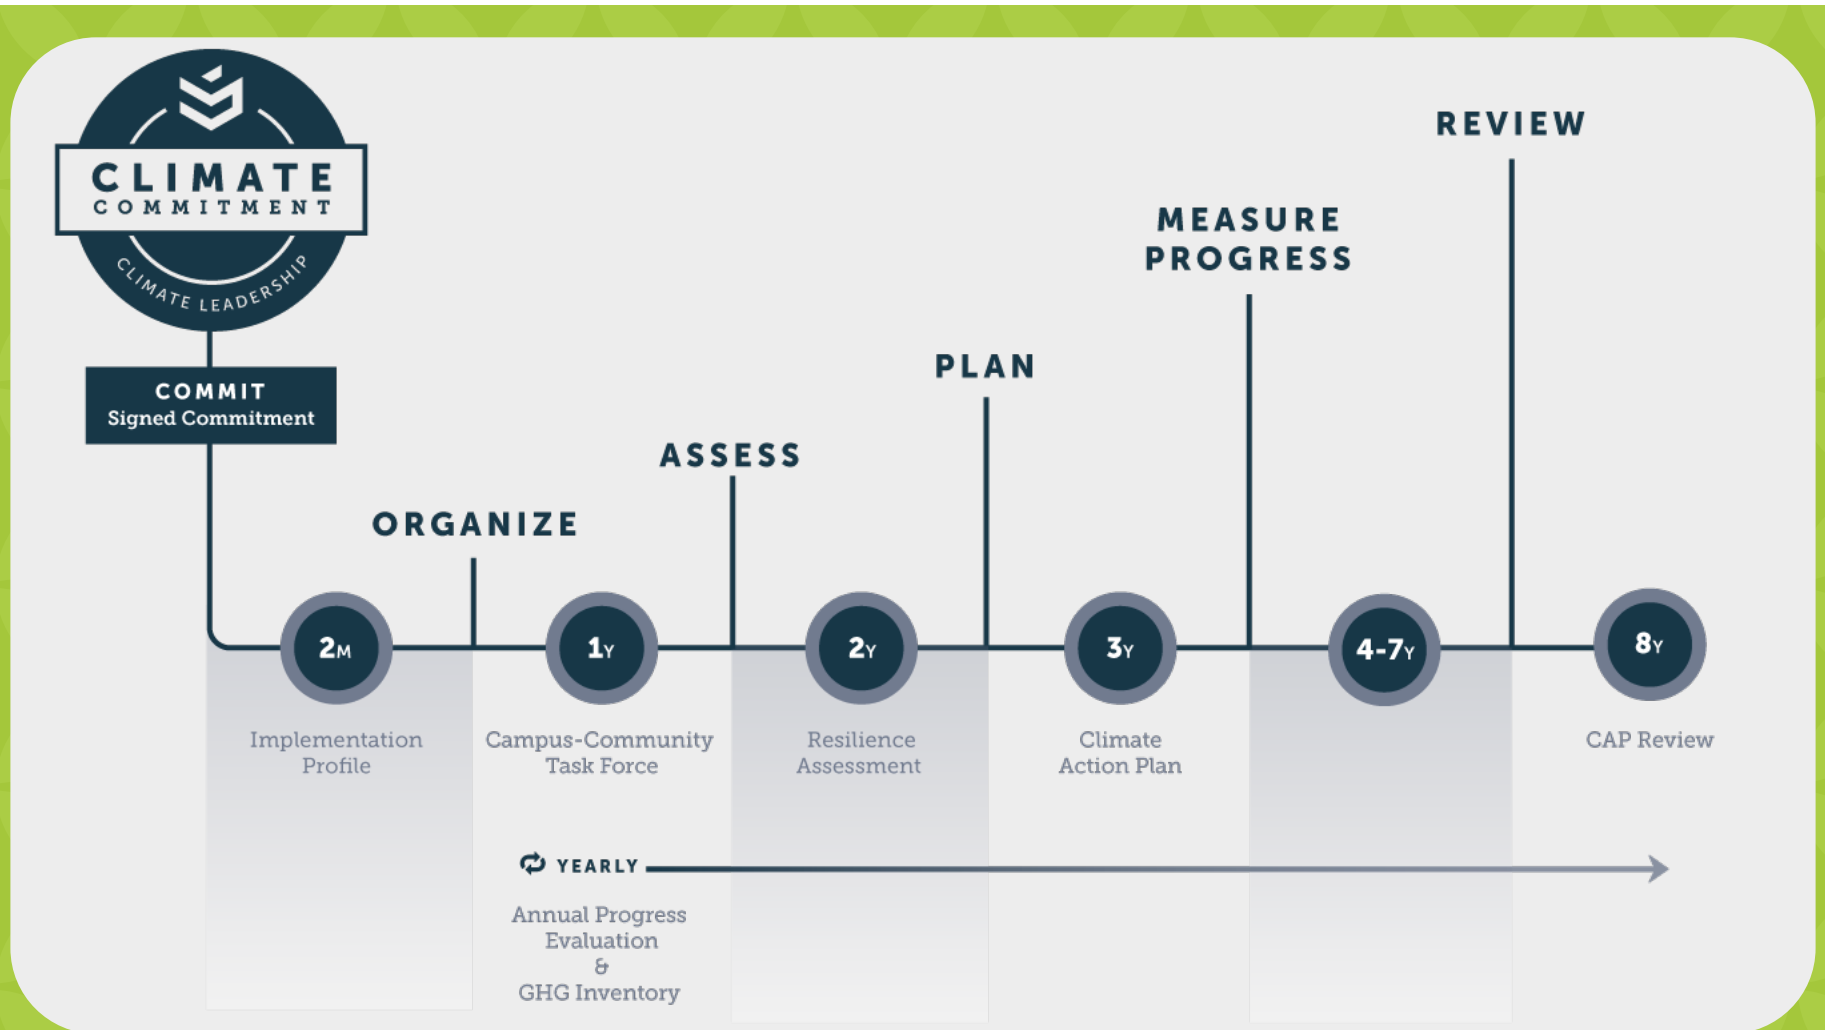 CLIMATE
COMMITMENT
CLIMATE LEADERSHIP
COMMIT
Signed Commitment
ORGANIZE
ASSESS
PLAN
MEASURE
PROGRESS
REVIEW
2M
1Y
2Y
3Y
4-7Y
8Y
Implementation
Profile
Campus-Community
Task Force
Resilience
Assessment
Climate
Action Plan
CAP Review
YEARLY
Annual Progress
Evaluation
&
GHG Inventory